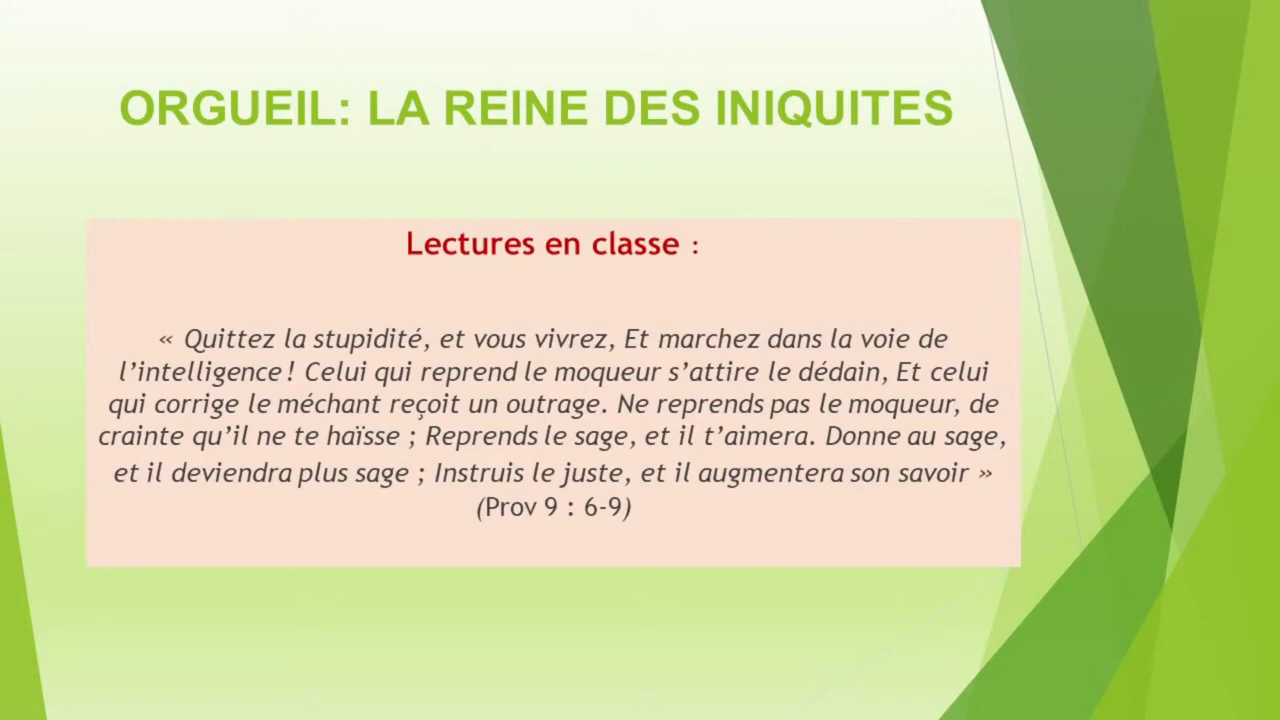 ORGUEIL: LA REINE DES INIQUITES
Lectures en classe :
« Quittez la stupidité, et vous vivrez, Et marchez dans la voie de
l’intelligence ! Celui qui reprend le moqueur s’attire le dédain, Et celui
qui corrige le méchant reçoit un outrage. Ne reprends pas le moqueur, de
crainte qu’il ne te haïsse ; Reprends le sage, et il t’aimera. Donne au sage,
et il deviendra plus sage ; Instruis le juste, et il augmentera son savoir »
(Prov 9 : 6-9)